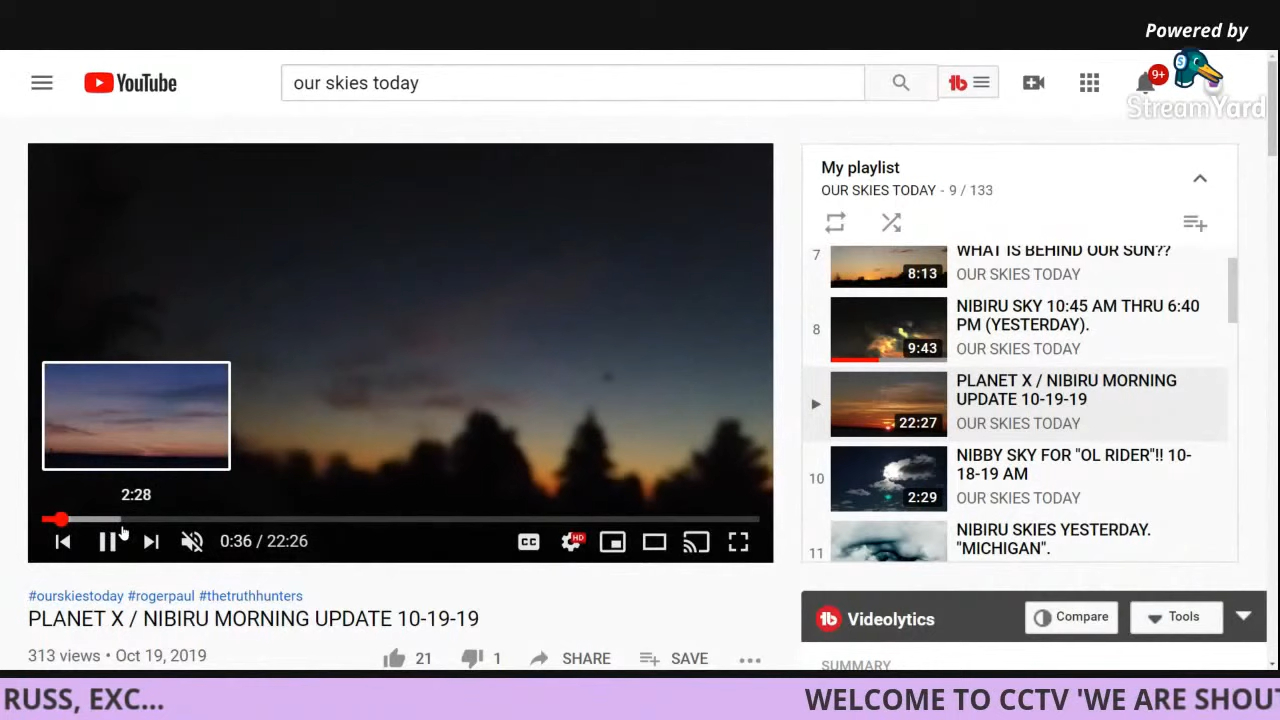 Powered by
YouTube
our skies today
9+
StreamYard
My playlist
OUR SKIES TODAY - 9 / 133
7
WHAT IS BEHIND OUR SUN??
OUR SKIES TODAY
8:13
8
NIBIRU SKY 10:45 AM THRU 6:40
PM (YESTERDAY).
OUR SKIES TODAY
9:43
PLANET X / NIBIRU MORNING
UPDATE 10-19-19
OUR SKIES TODAY
22:27
10
NIBBY SKY FOR "OL RIDER"!! 10-
18-19 AM
OUR SKIES TODAY
2:29
11
NIBIRU SKIES YESTERDAY.
"MICHIGAN".
2:28
0:36 / 22:26
CC
HD
#ourskiestoday #rogerpaul #thetruthhunters
PLANET X / NIBIRU MORNING UPDATE 10-19-19
313 views • Oct 19, 2019
21
1
SHARE
SAVE
Videolytics
Compare
Tools
SUMMARY
RUSS, EXC...
WELCOME TO CCTV 'WE ARE SHOU